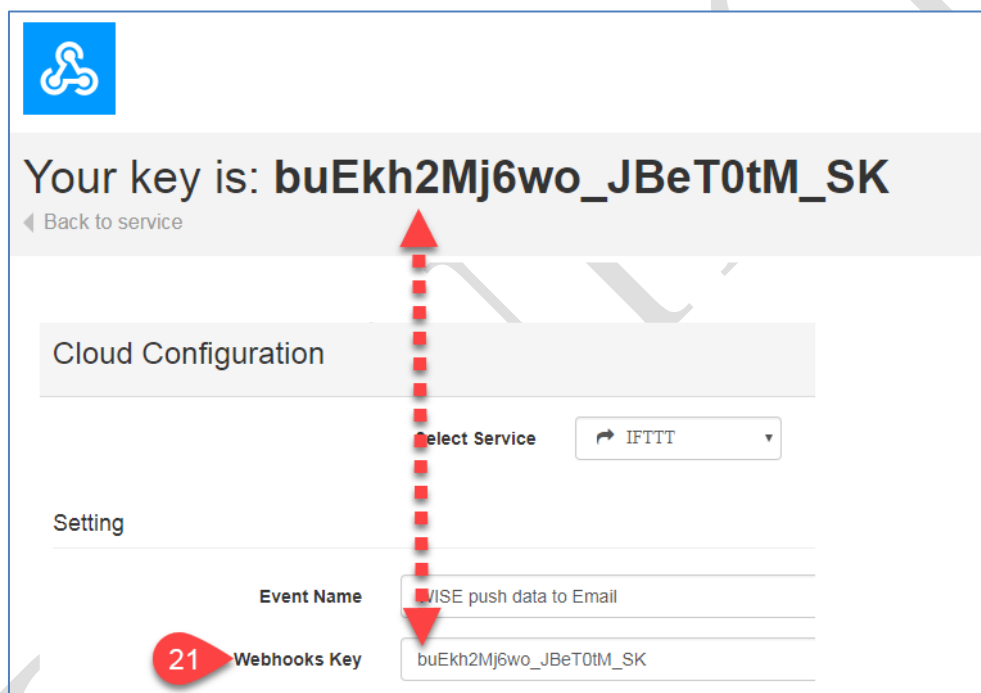 Your key is: buEkh2Mj6wo_JBeT0tM_SK
Back to service
Cloud Configuration
Select Service IFTTT
Setting
Event Name WISE push data to Email
21 Webhooks Key buEkh2Mj6wo_JBeT0tM_SK